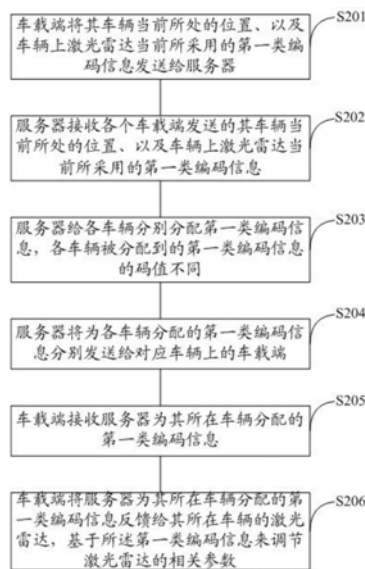 车载端将其车辆当前所处的位置、以及
车辆上激光雷达当前所采用的第一类编
码信息发送给服务器
S201
服务器接收各个车载端发送的其车辆当
前所处的位置、以及车辆上激光雷达当
前所采用的第一类编码信息
S202
服务器给各车辆分别分配第一类编码信
息，各车辆被分配到的第一类编码信息
的码值不同
S203
服务器将为各车辆分配的第一类编码信
息分别发送给对应车辆上的车载端
S204
车载端接收服务器为其所在车辆分配的
第一类编码信息
S205
车载端将服务器为其所在车辆分配的第
一类编码信息反馈给其所在车辆的激光
雷达，基于所述第一类编码信息来调节
激光雷达的相关参数
S206